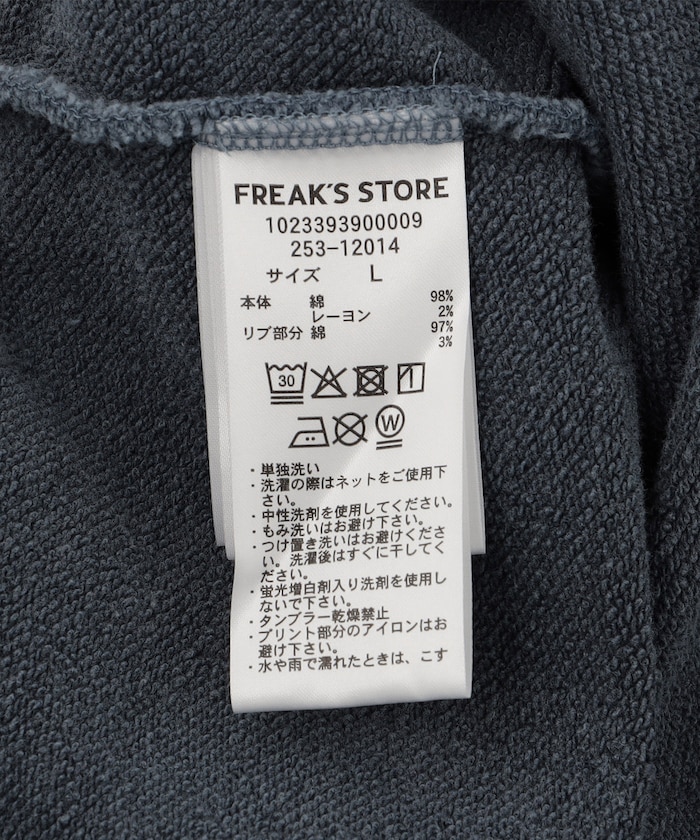 FREAK'S STORE
1023393900009
253-12014
サイズ L
本体 綿 98%
レーヨン 2%
リブ部分 綿 97%
3%
30
W
・単独洗い
・洗濯の際はネットをご使用下
さい。
・中性洗剤を使用してください。
・もみ洗いはお避け下さい。
・つけ置き洗いはお避けくださ
い。洗濯後はすぐに干してく
ださい。
・蛍光増白剤入り洗剤を使用し
ないで下さい。
・タンブラー乾燥禁止
・プリント部分のアイロンはお
避け下さい。
・水や雨で濡れたときは、こす